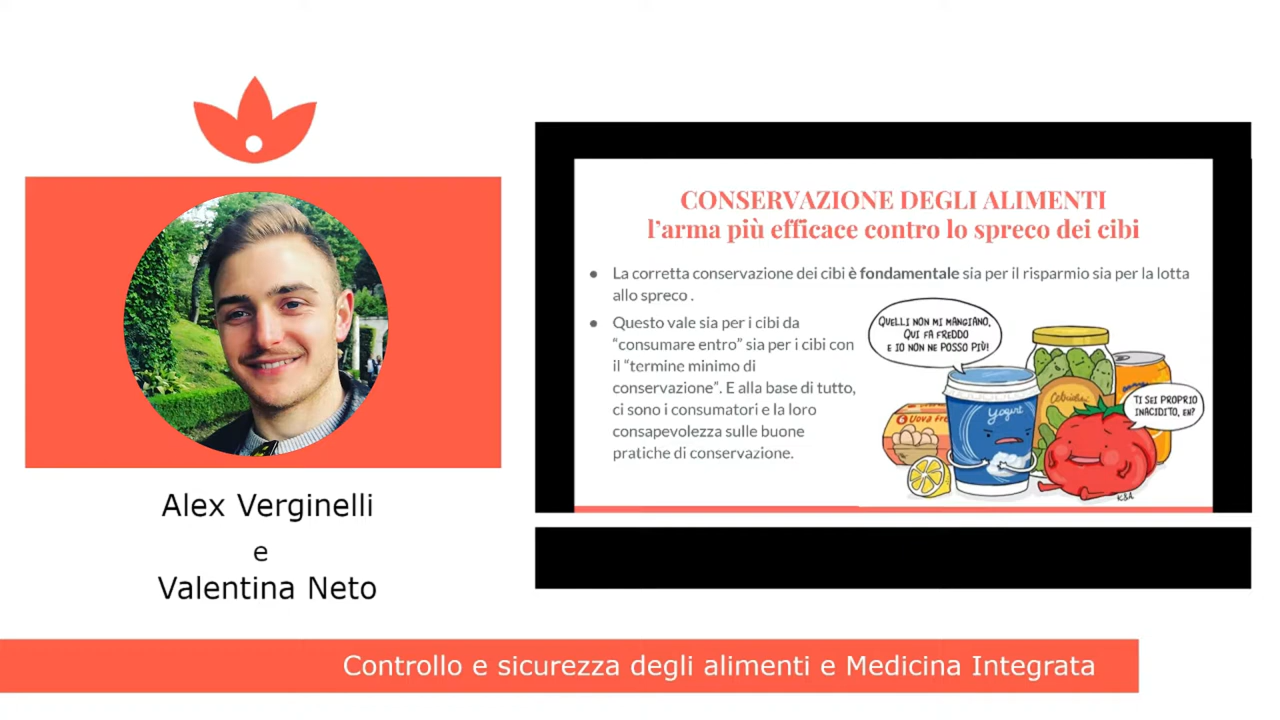 CONSERVAZIONE DEGLI ALIMENTI
l'arma più efficace contro lo spreco dei cibi
● La corretta conservazione dei cibi è fondamentale sia per il risparmio sia per la lotta
allo spreco .
● Questo vale sia per i cibi da
“consumare entro” sia per i cibi con
il “termine minimo di
conservazione”. E alla base di tutto,
ci sono i consumatori e la loro
consapevolezza sulle buone
pratiche di conservazione.
QUELLI NON MI MANGIANO,
QUI FA FREDDO
E IO NON NE POSSO PIÙ!
TI SEI PROPRIO
INACIDITO, EH?
Yogurt
Uova Fre
K&A
Alex Verginelli
e
Valentina Neto
Controllo e sicurezza degli alimenti e Medicina Integrata